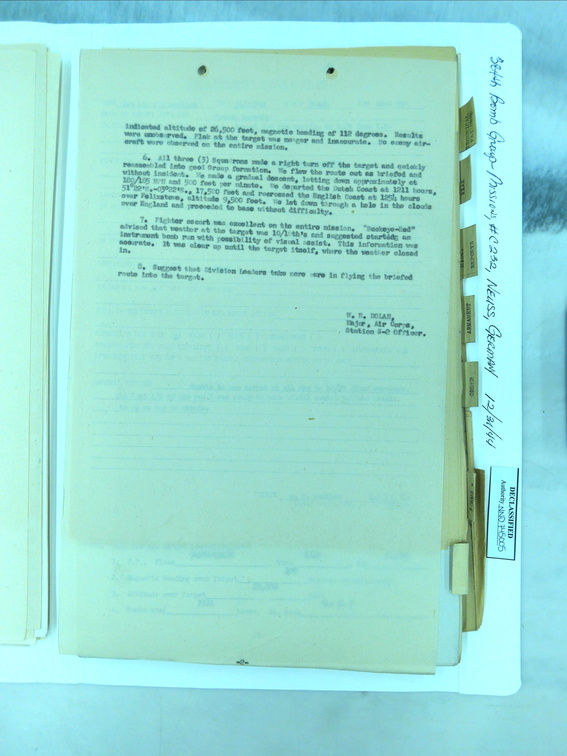 indicated altitude of 26,500 feet, magnetic heading of 112 degrees. Results
were unobserved. Flak at the target was meager and inaccurate. No enemy air-
craft were observed on the entire mission.
6. All three (3) Squadrons made a right turn off the target and quickly
reassembled into good Group formation. We flew the route out as briefed and
without incident. We made a gradual descent, letting down approximately at
and 500 feet per minute. We departed the Dutch Coast at 1211 hours,
17,500 feet and recrossed the English Coast at 1254 hours
over Felixstowe, altitude 9,500 feet. We let down through a hole in the clouds
over England and proceeded to base without difficulty.
7. Fighter escort was excellent on the entire mission. "Buckeye-Red"
advised that weather at the target was 10/10th's and suggested starting an
instrument bomb run with possibility of visual assist. This information was
accurate. It was clear up until the target itself, where the weather closed
in.
8. Suggest that Division Leaders take more care in flying the briefed
route into the target.
W. R. DOLAN,
Major, Air Corps,
Station S-2 Officer.
384th Bomb Group-Mission, #C232, Neuss, Germany 12/31/44
DECLASSIFIED
Authority NND 745005